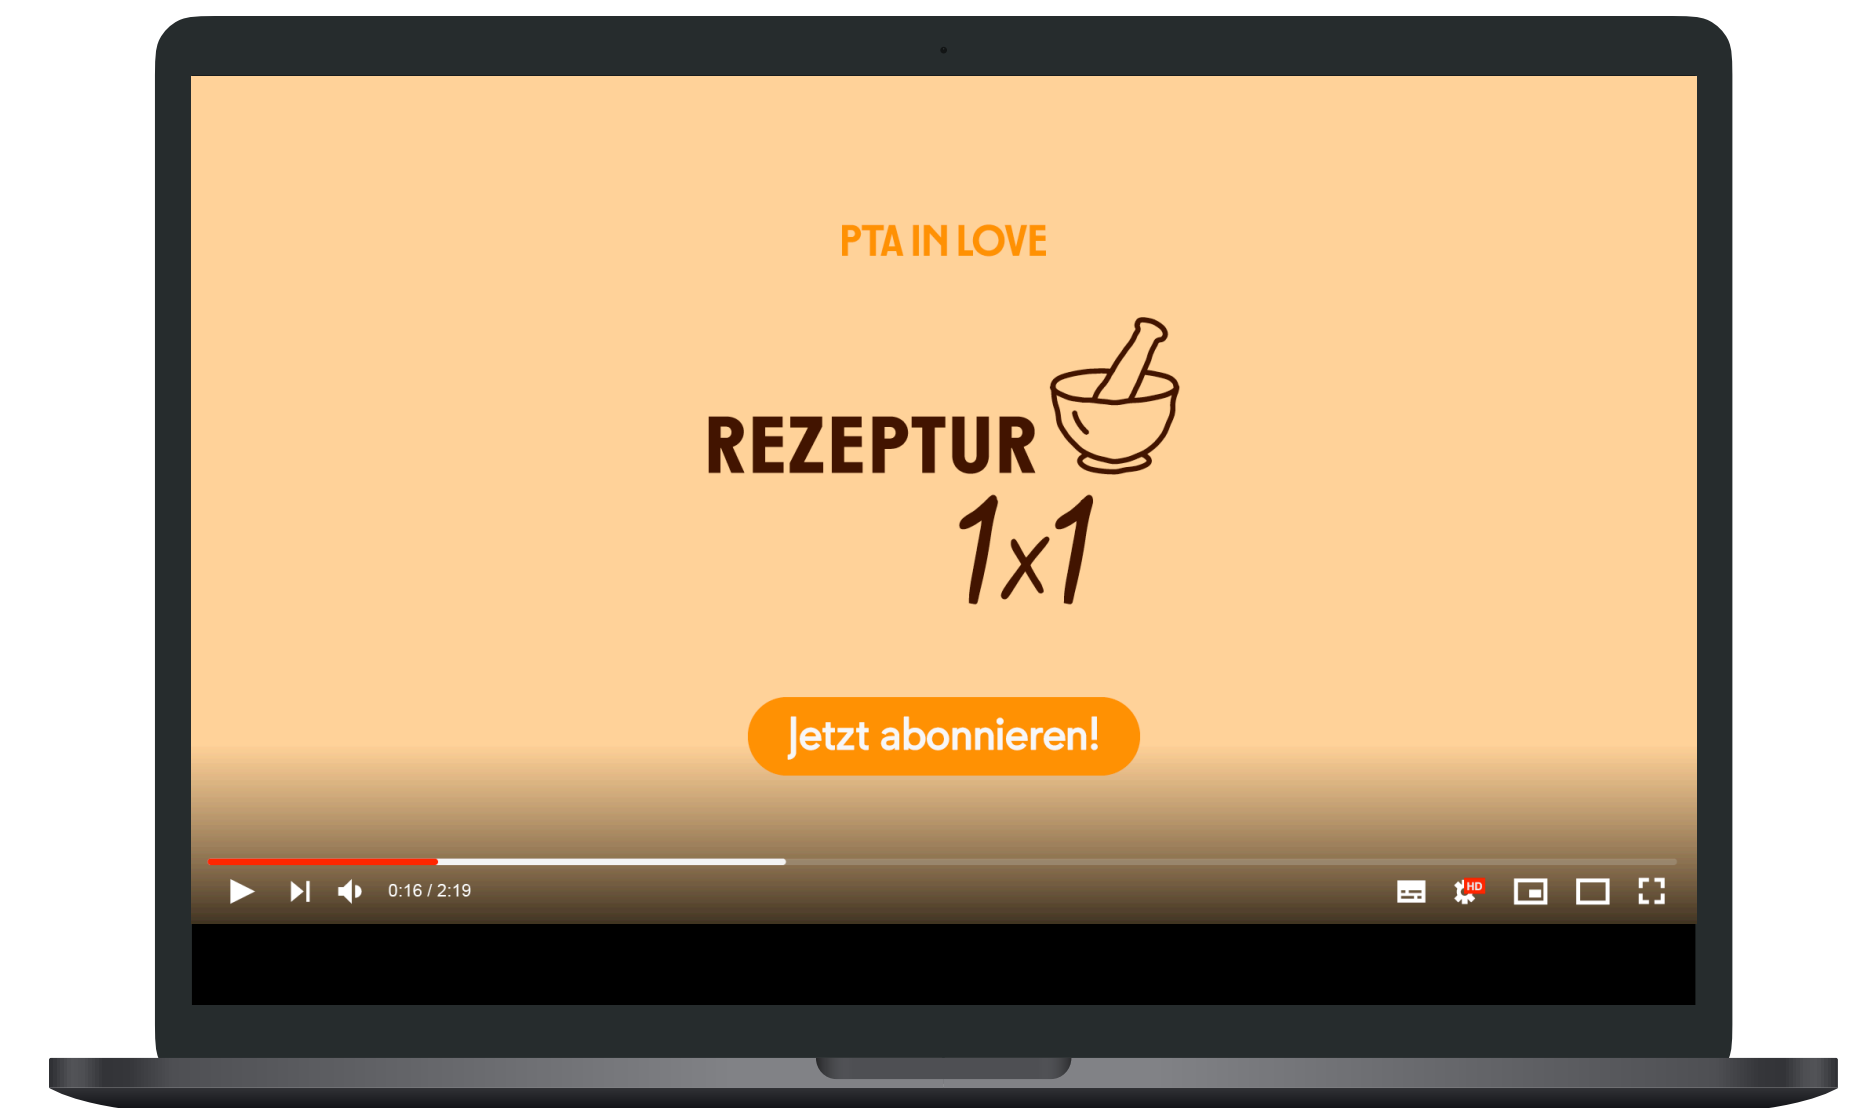 PTA IN LOVE
REZEPTUR
1x1
Jetzt abonnieren!
0:16 / 2:19
HD